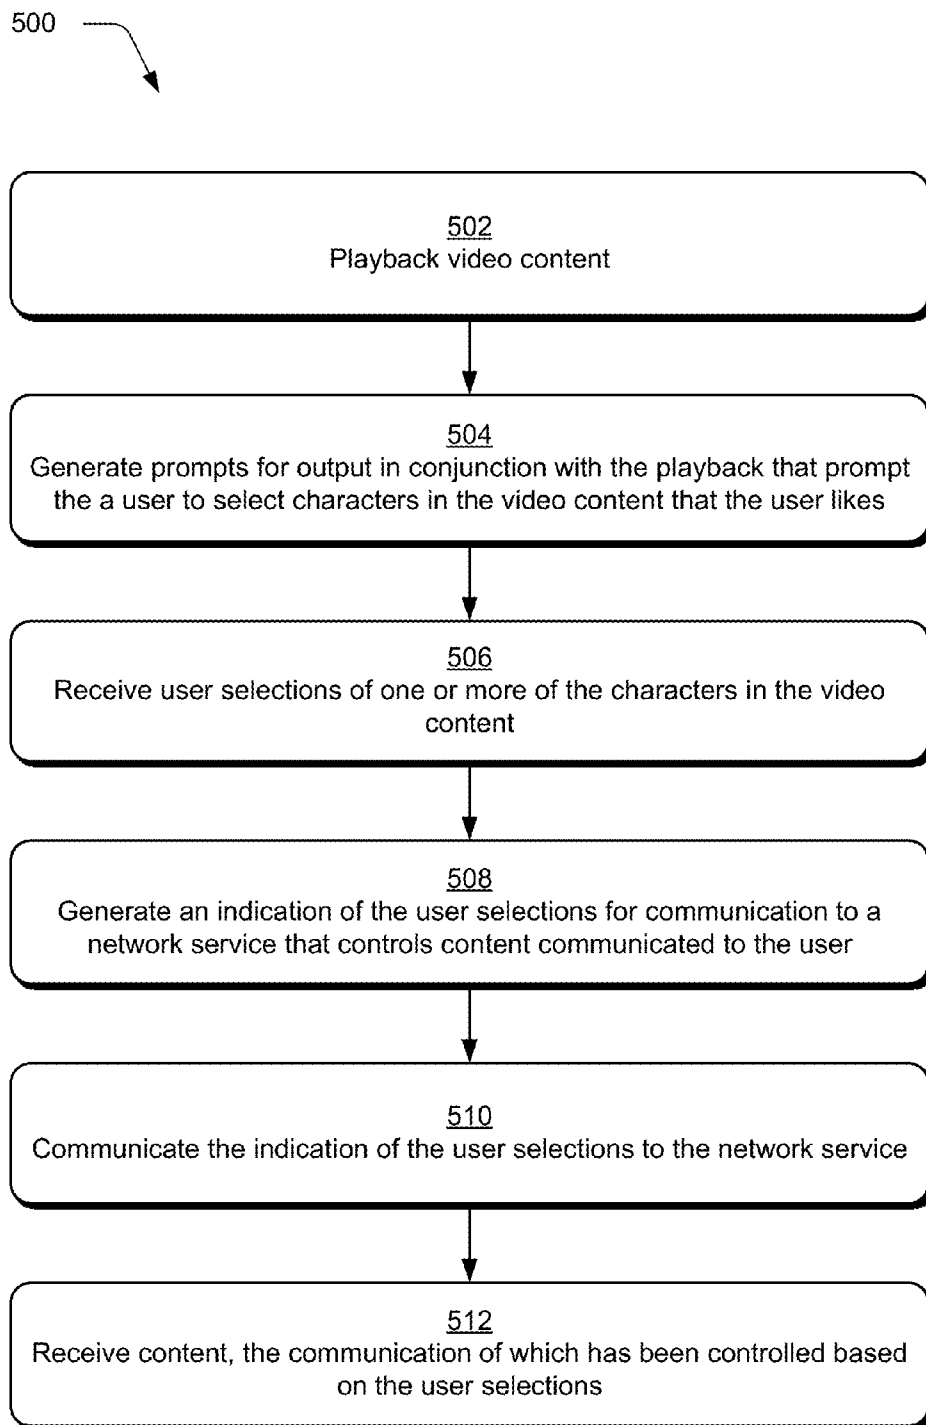 500
502
Playback video content
504
Generate prompts for output in conjunction with the playback that prompt
the a user to select characters in the video content that the user likes
506
Receive user selections of one or more of the characters in the video
content
508
Generate an indication of the user selections for communication to a
network service that controls content communicated to the user
510
Communicate the indication of the user selections to the network service
512
Receive content, the communication of which has been controlled based
on the user selections